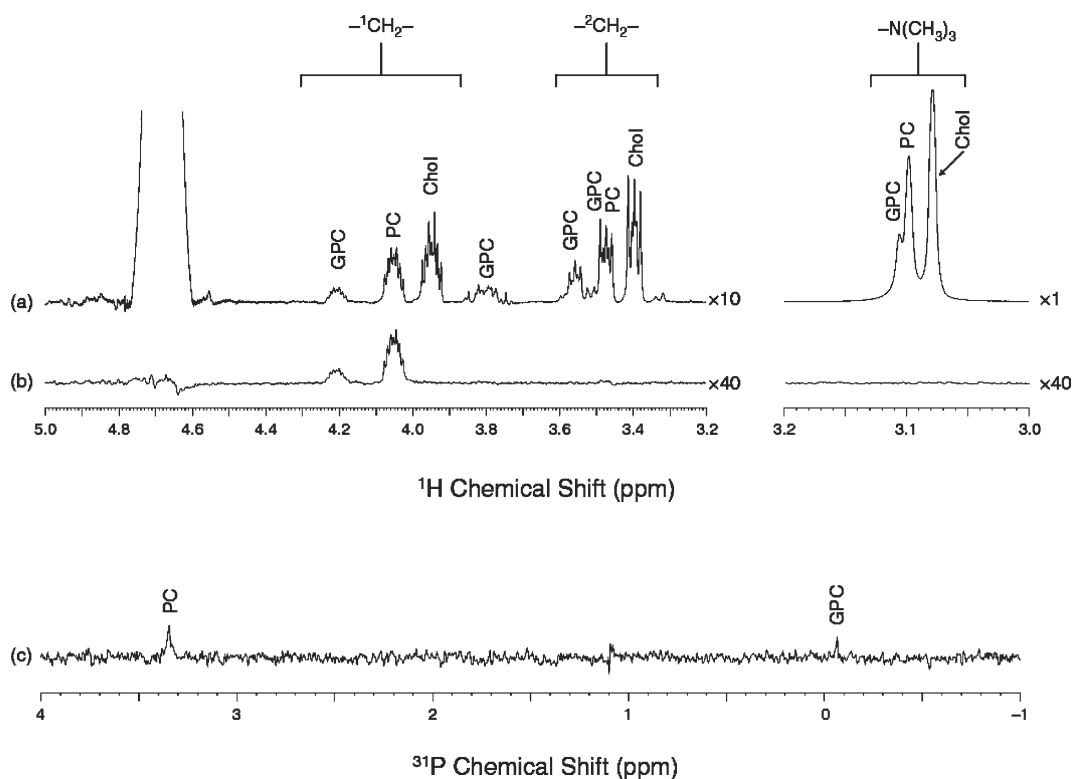 –¹CH₂– –²CH₂– –N(CH₃)₃
GPC PC Chol GPC GPC GPC PC Chol GPC PC Chol
(a) ×10 ×1
(b) ×40 ×40
5.0 4.8 4.6 4.4 4.2 4.0 3.8 3.6 3.4 3.2 3.2 3.1 3.0
¹H Chemical Shift (ppm)
PC GPC
(c)
4 3 2 1 0 –1
³¹P Chemical Shift (ppm)